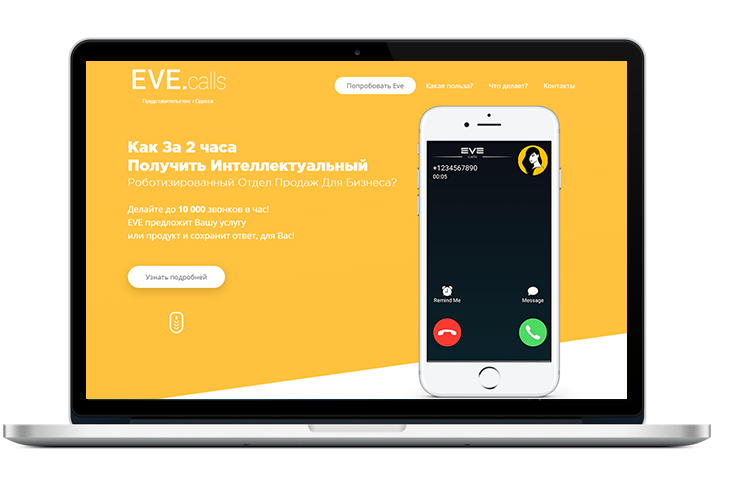 EVE.calls
Представительство: г.Одесса
Попробовать Eve
Какая польза?
Что делает?
Контакты
Как За 2 часа
Получить Интеллектуальный
Роботизированный Отдел Продаж Для Бизнеса?
Делайте до 10 000 звонков в час!
EVE предложит Вашу услугу
или продукт и сохранит ответ, для Вас!
Узнать подробней
EVE
CALLS
+1234567890
00:05
Remind Me
Message